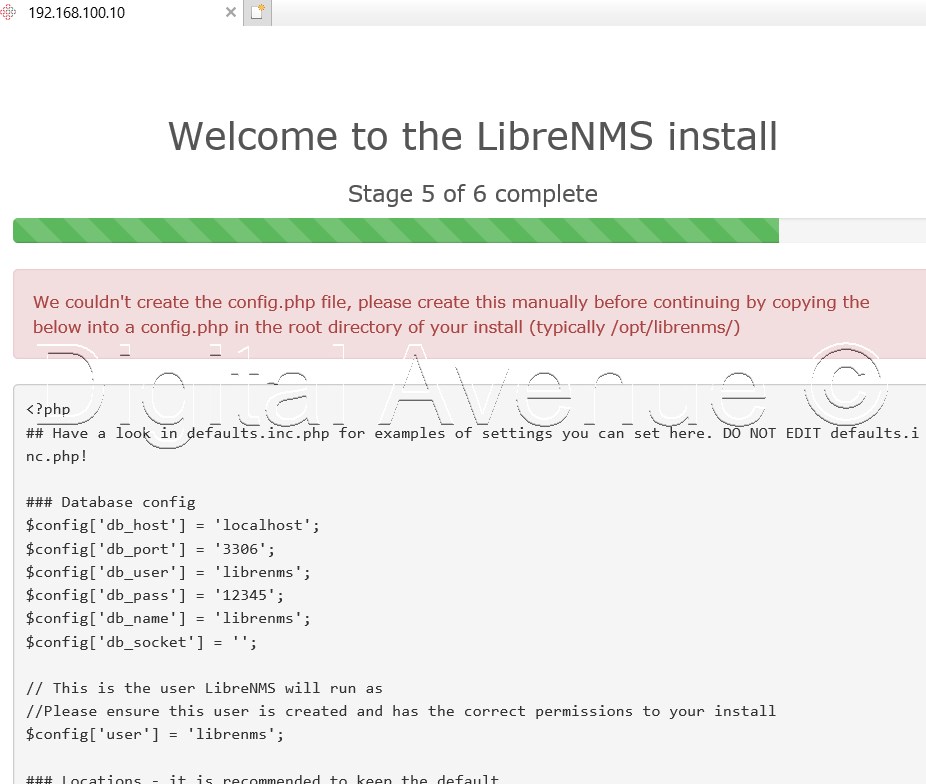 192.168.100.10
Welcome to the LibreNMS install
Stage 5 of 6 complete
We couldn't create the config.php file, please create this manually before continuing by copying the
below into a config.php in the root directory of your install (typically /opt/librenms/)
Digital Avenue ©
<?php
## Have a look in defaults.inc.php for examples of settings you can set here. DO NOT EDIT defaults.i
nc.php!
### Database config
$config['db_host'] = 'localhost';
$config['db_port'] = '3306';
$config['db_user'] = 'librenms';
$config['db_pass'] = '12345';
$config['db_name'] = 'librenms';
$config['db_socket'] = '';
// This is the user LibreNMS will run as
//Please ensure this user is created and has the correct permissions to your install
$config['user'] = 'librenms';
### Locations - it is recommended to keep the default